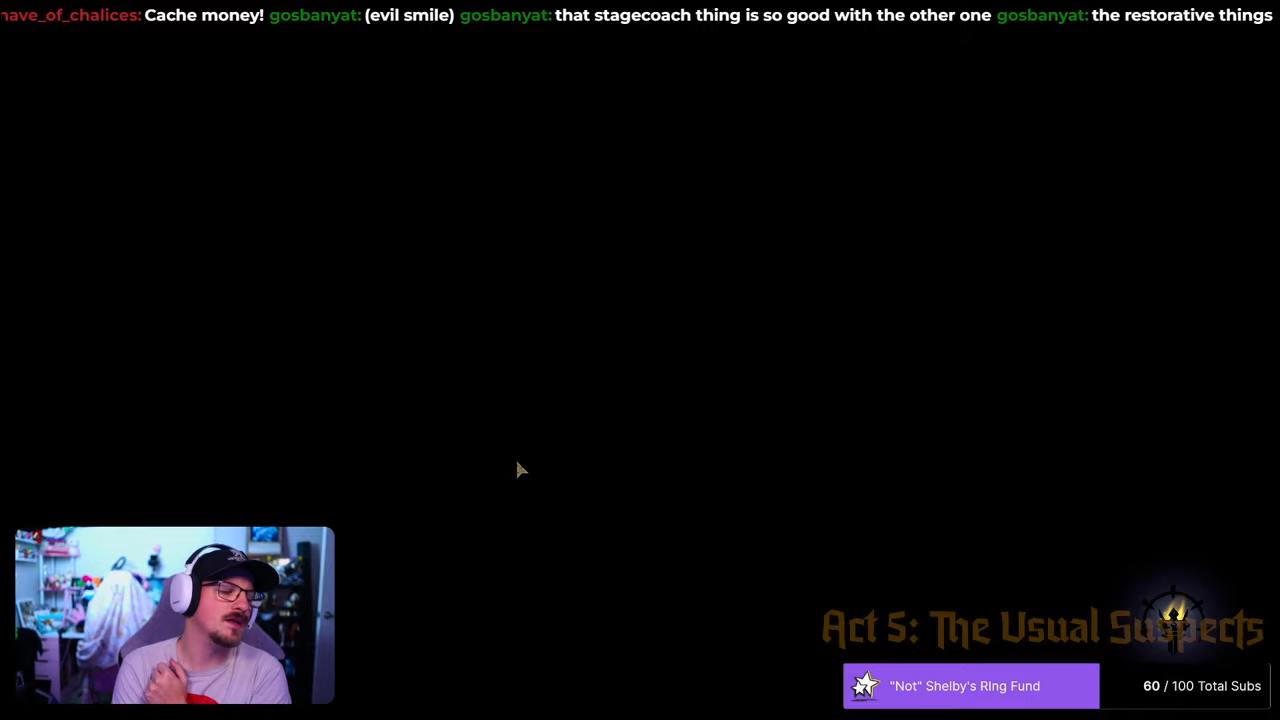 nave_of_chalices: Cache money! gosbanyat: (evil smile) gosbanyat: that stagecoach thing is so good with the other one gosbanyat: the restorative things
Act 5: The Usual Suspects
"Not" Shelby's RIng Fund 60 / 100 Total Subs